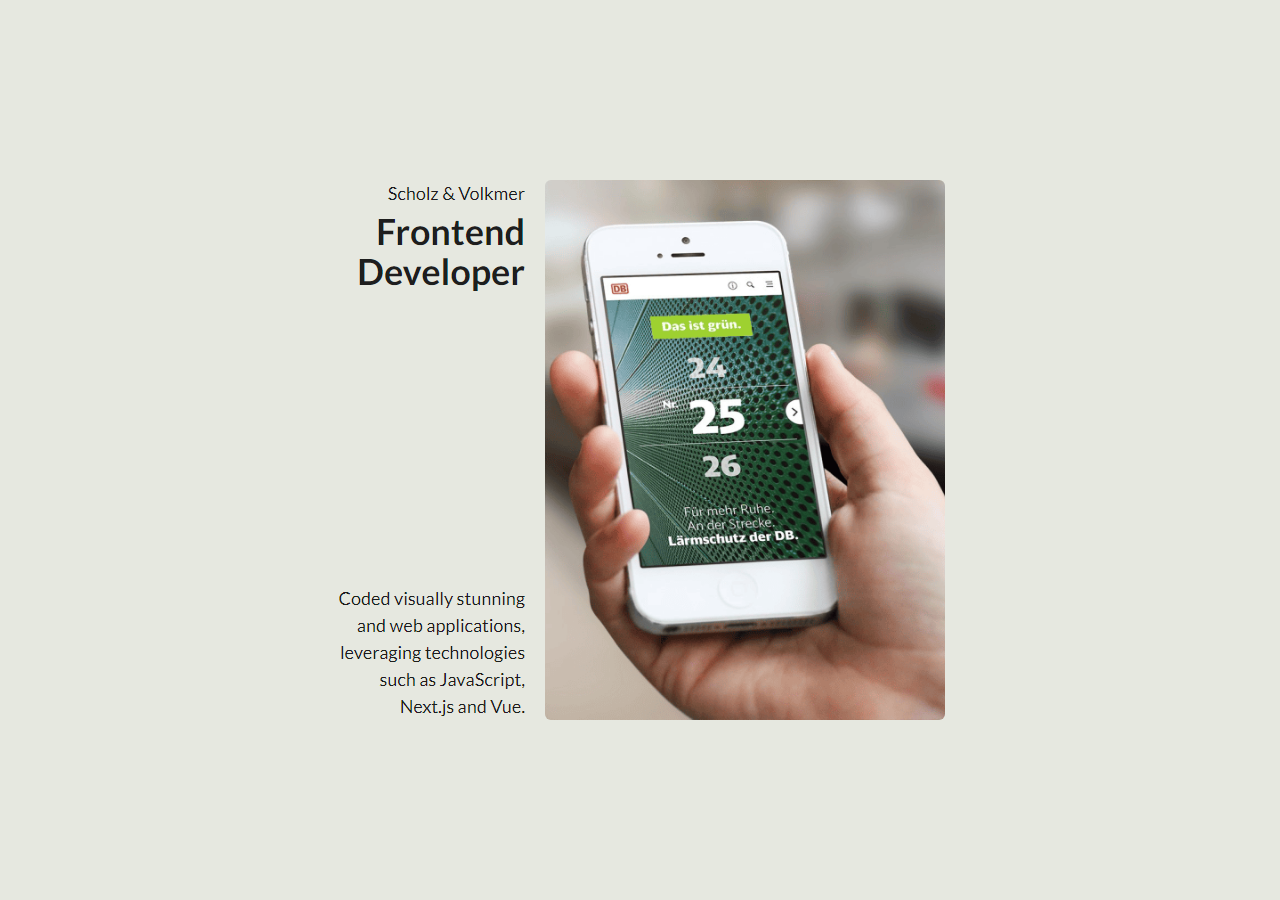 Scholz & Volkmer
Frontend
Developer
DB
Das ist grün.
24
Nr. 25
26
Für mehr Ruhe.
An der Strecke.
Lärmschutz der DB.
Coded visually stunning
and web applications,
leveraging technologies
such as JavaScript,
Next.js and Vue.